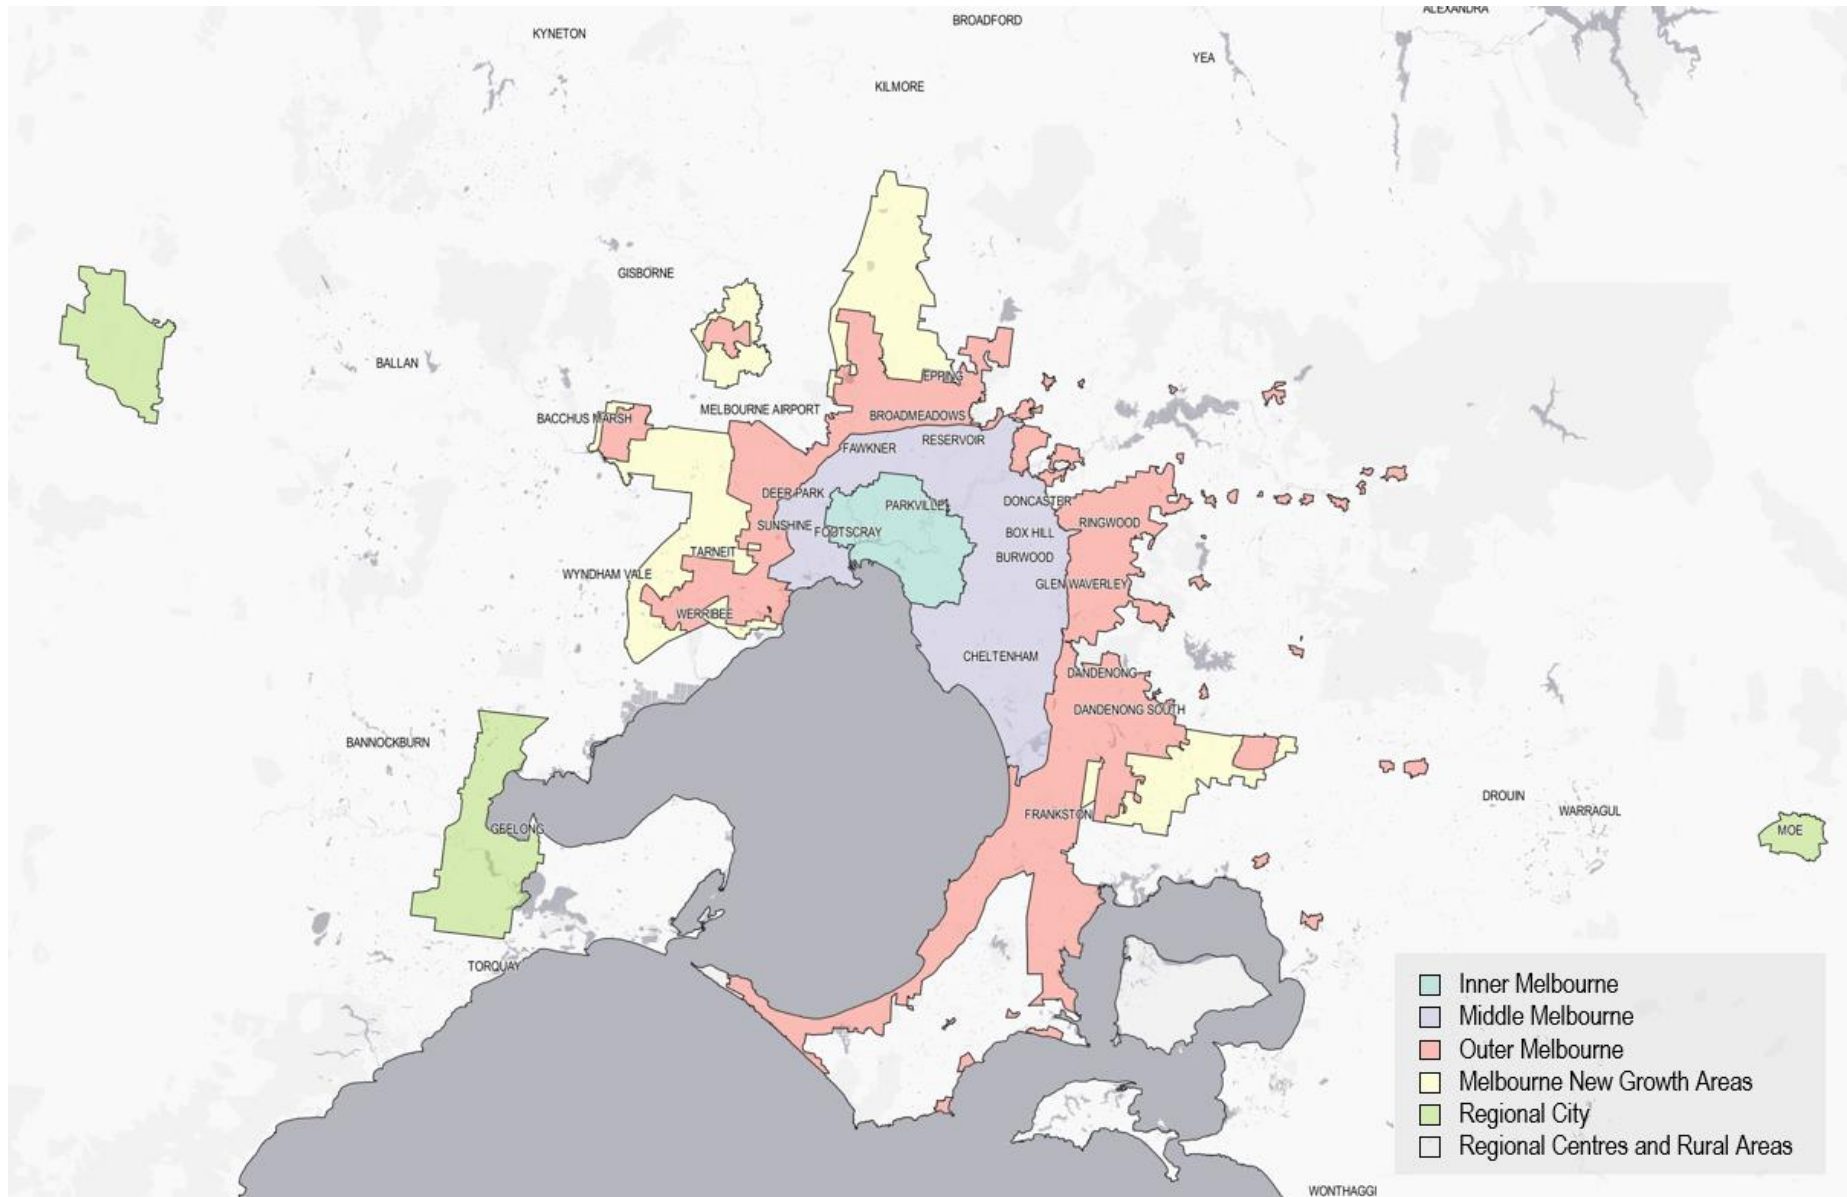 ALEXANDRA
BROADFORD
KYNETON
YEA
KILMORE
GISBORNE
BALLAN
EPPING
MELBOURNE AIRPORT
BROADMEADOWS
BACCHUS MARSH
RESERVOIR
FAWKNER
DEER PARK
DONCASTER
PARKVILLE
RINGWOOD
SUNSHINE
FOOTSCRAY
BOX HILL
TARNEIT
BURWOOD
WYNDHAM VALE
GLEN WAVERLEY
WERRIBEE
CHELTENHAM
DANDENONG
DANDENONG SOUTH
BANNOCKBURN
DROUIN
WARRAGUL
FRANKSTON
GEELONG
MOE
TORQUAY
Inner Melbourne
Middle Melbourne
Outer Melbourne
Melbourne New Growth Areas
Regional City
Regional Centres and Rural Areas
WONTHAGGI